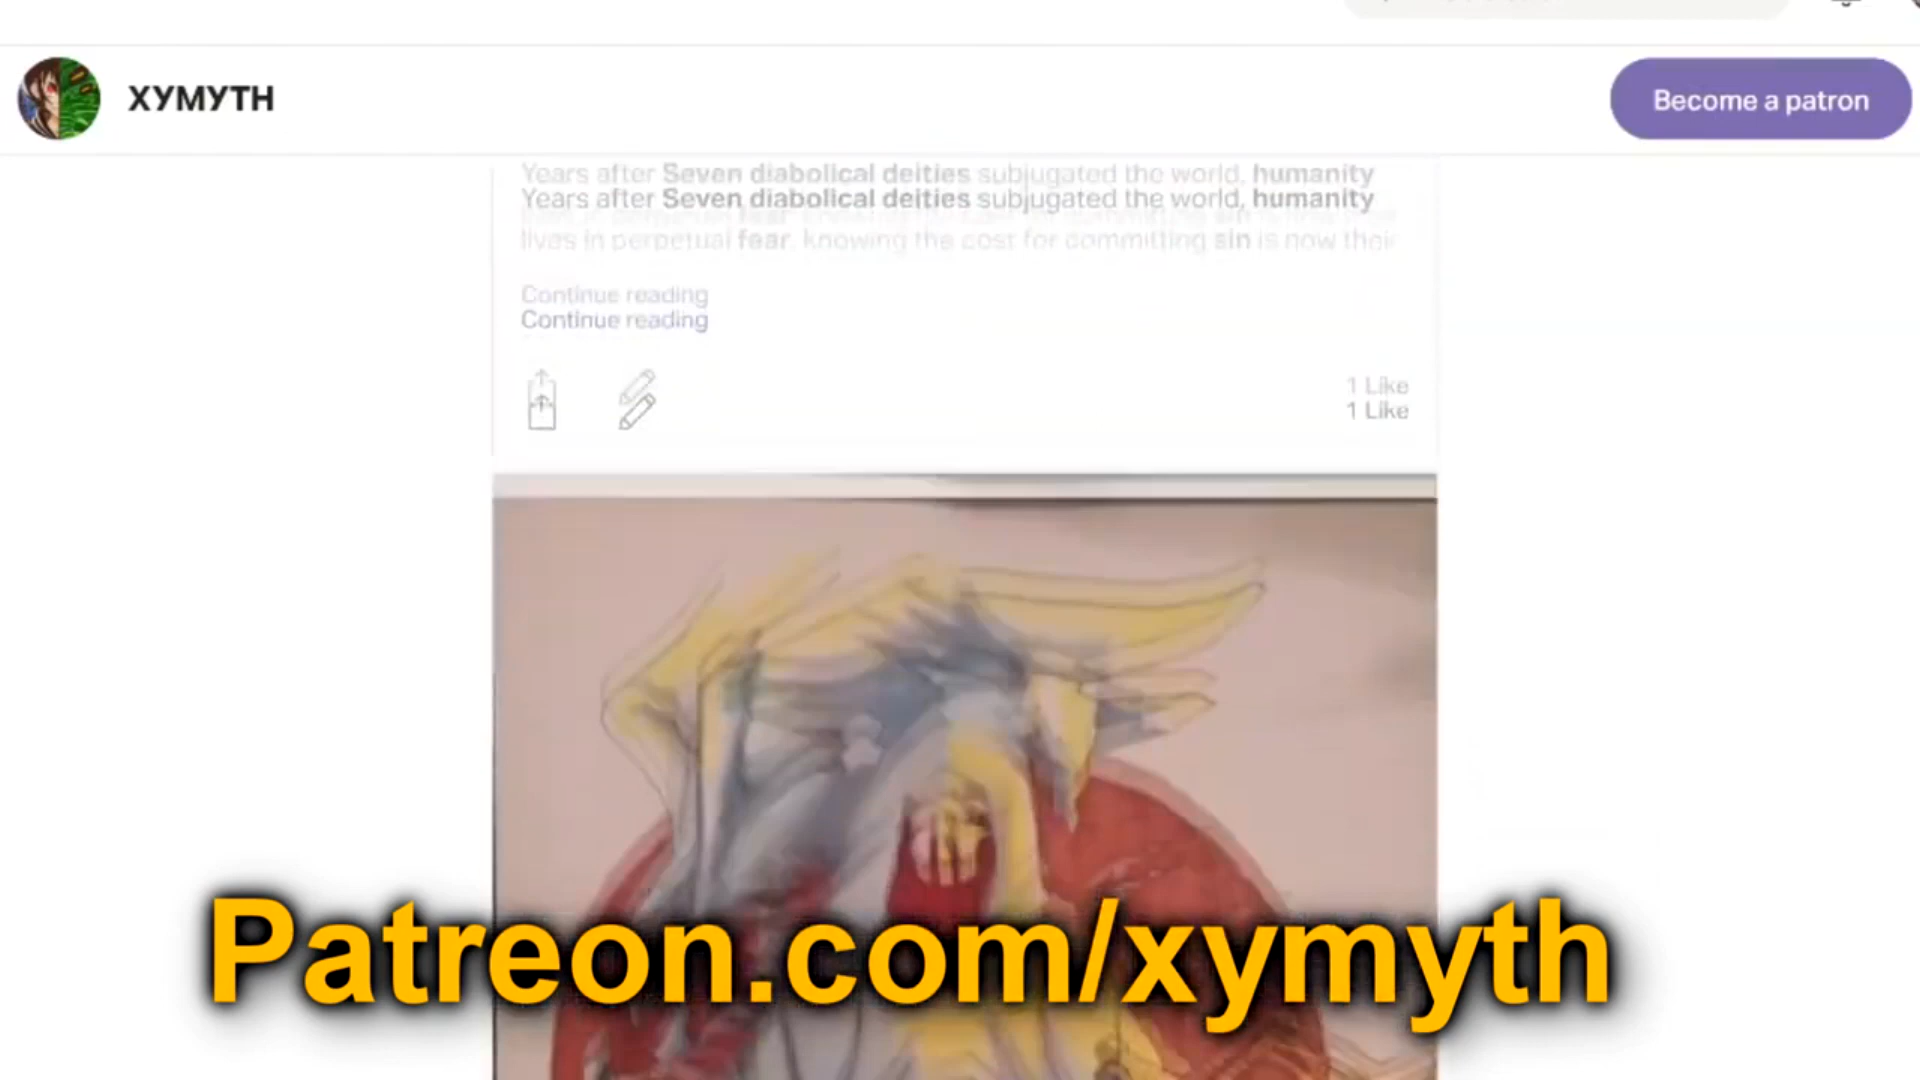 XYMYTH
Become a patron
Years after Seven diabolical deities subjugated the world, humanity
Years after Seven diabolical deities subjugated the world, humanity
lives in perpetual fear, knowing the cost for committing sin is now their
Continue reading
Continue reading
1 Like
1 Like
Patreon.com/xymyth